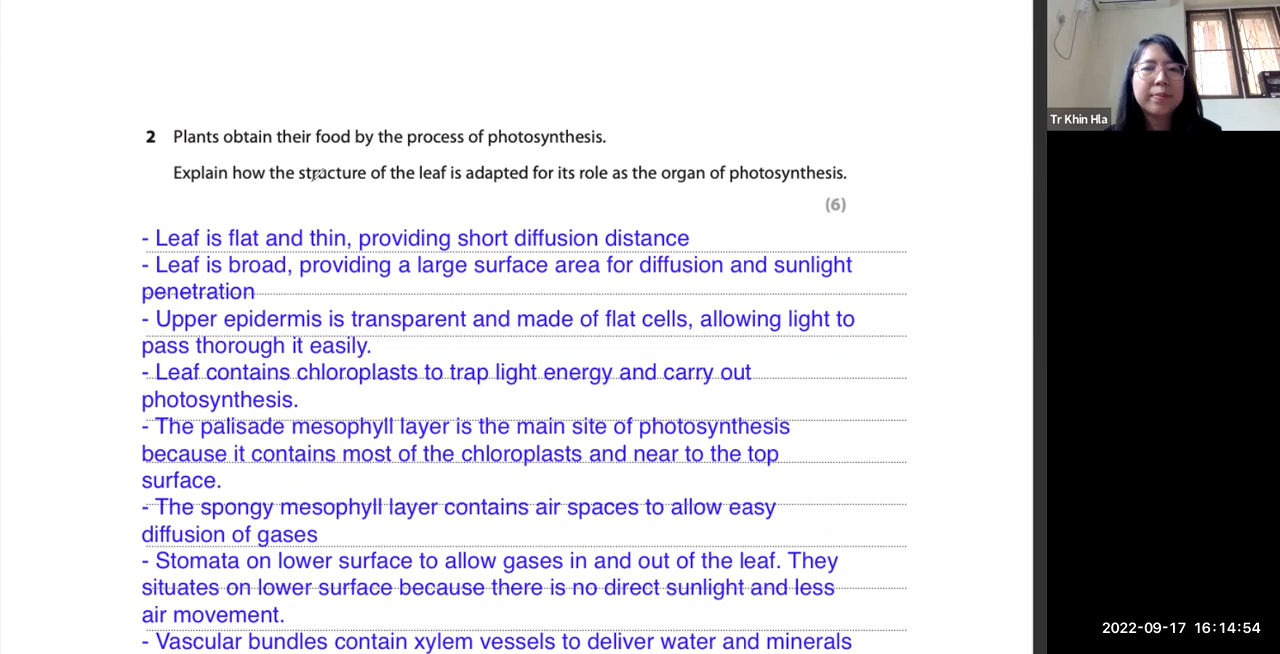 2 Plants obtain their food by the process of photosynthesis.
Explain how the structure of the leaf is adapted for its role as the organ of photosynthesis.
(6)
- Leaf is flat and thin, providing short diffusion distance
- Leaf is broad, providing a large surface area for diffusion and sunlight
penetration
- Upper epidermis is transparent and made of flat cells, allowing light to
pass thorough it easily.
- Leaf contains chloroplasts to trap light energy and carry out
photosynthesis.
- The palisade mesophyll layer is the main site of photosynthesis
because it contains most of the chloroplasts and near to the top
surface.
- The spongy mesophyll layer contains air spaces to allow easy
diffusion of gases
- Stomata on lower surface to allow gases in and out of the leaf. They
situates on lower surface because there is no direct sunlight and less
air movement.
- Vascular bundles contain xylem vessels to deliver water and minerals
Tr Khin Hla
2022-09-17 16:14:54